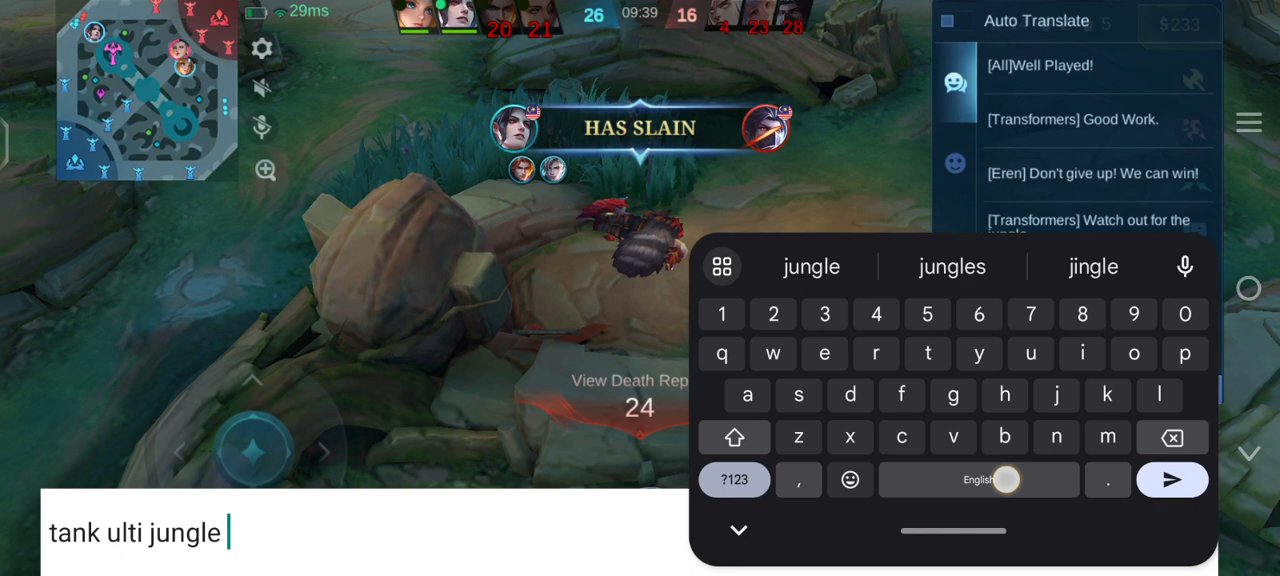 29ms
26 09:39 16
20 21
4 23 28
$233
Auto Translate
[All]Well Played!
HAS SLAIN
[Transformers] Good Work.
[Eren] Don't give up! We can win!
[Transformers] Watch out for the
jungle jungles jingle
1 2 3 4 5 6 7 8 9 0
q w e r t y u i o p
View Death Rep
24
a s d f g h j k l
z x c v b n m
?123 , English .
tank ulti jungle